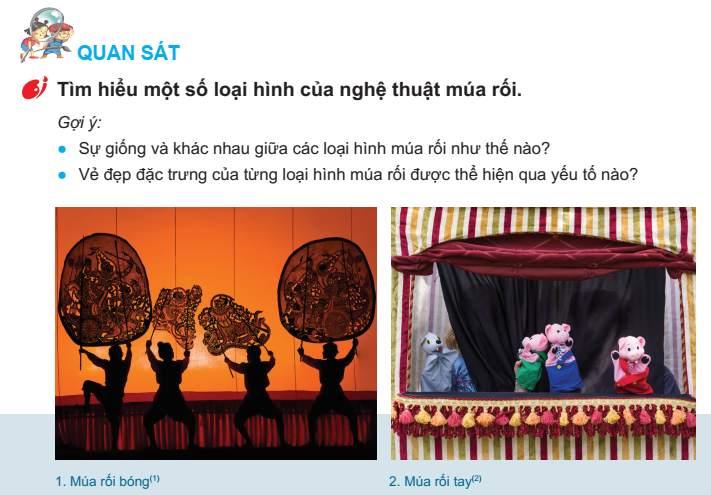 QUAN SÁT
Tìm hiểu một số loại hình của nghệ thuật múa rối.
Gợi ý:
Sự giống và khác nhau giữa các loại hình múa rối như thế nào?
Vẻ đẹp đặc trưng của từng loại hình múa rối được thể hiện qua yếu tố nào?
1. Múa rối bóng(1)
2. Múa rối tay(2)